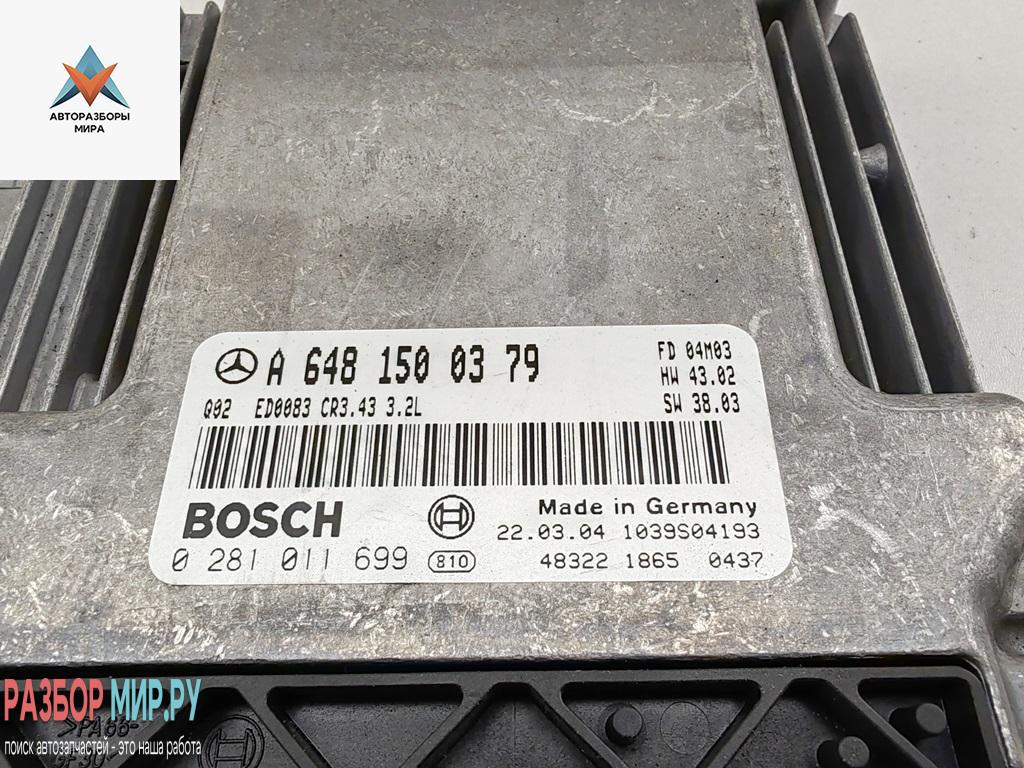 АВТОРАЗБОРЫ
МИРА
A 648 150 03 79
FD 04M03
HW 43.02
Q02 ED0083 CR3.43 3.2L
SW 38.03
BOSCH
Made in Germany
22.03.04 1039S04193
0 281 011 699 810
48322 1865 0437
РАЗБОР МИР.РУ
>PA66-
поиск автозапчастей - это наша работа